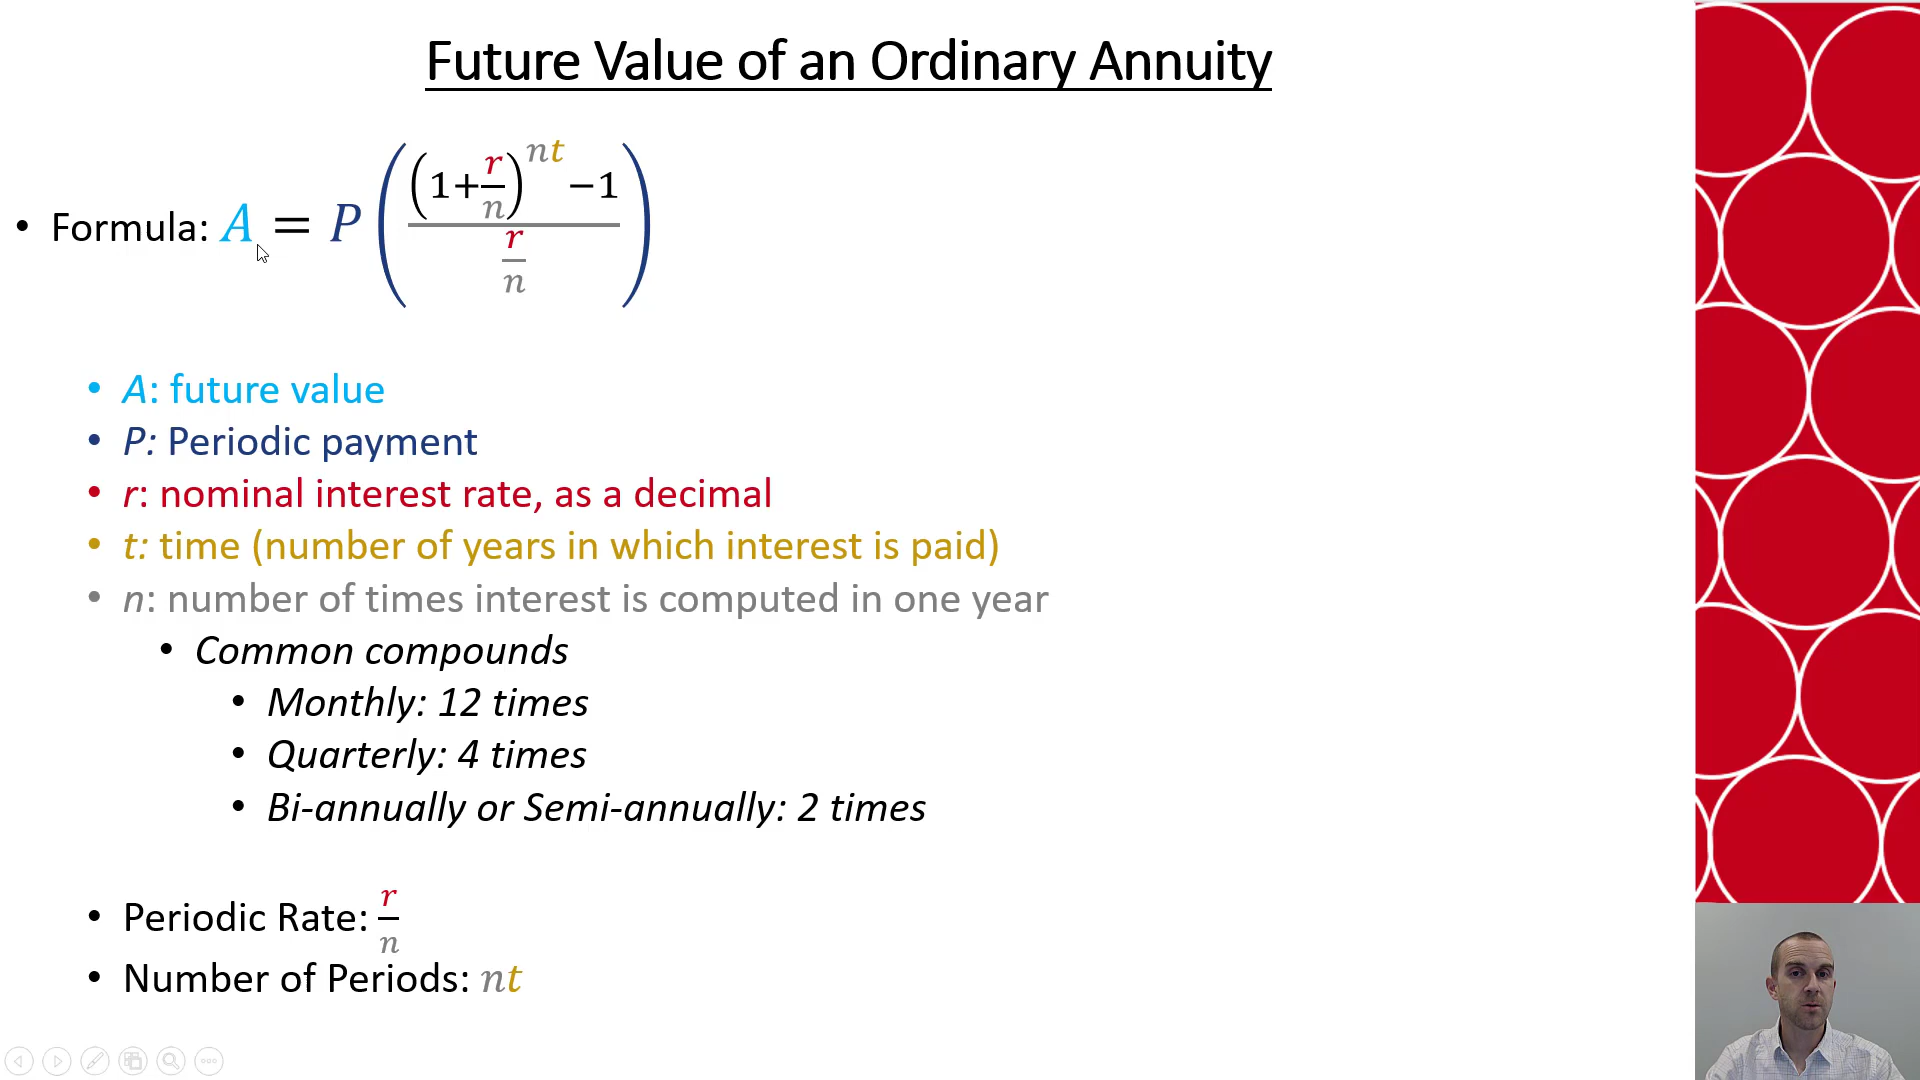 Future Value of an Ordinary Annuity
• Formula: A = P( ((1+r/n)^nt −1) / (r/n) )
• A: future value
• P: Periodic payment
• r: nominal interest rate, as a decimal
• t: time (number of years in which interest is paid)
• n: number of times interest is computed in one year
• Common compounds
• Monthly: 12 times
• Quarterly: 4 times
• Bi-annually or Semi-annually: 2 times
• Periodic Rate: r/n
• Number of Periods: nt